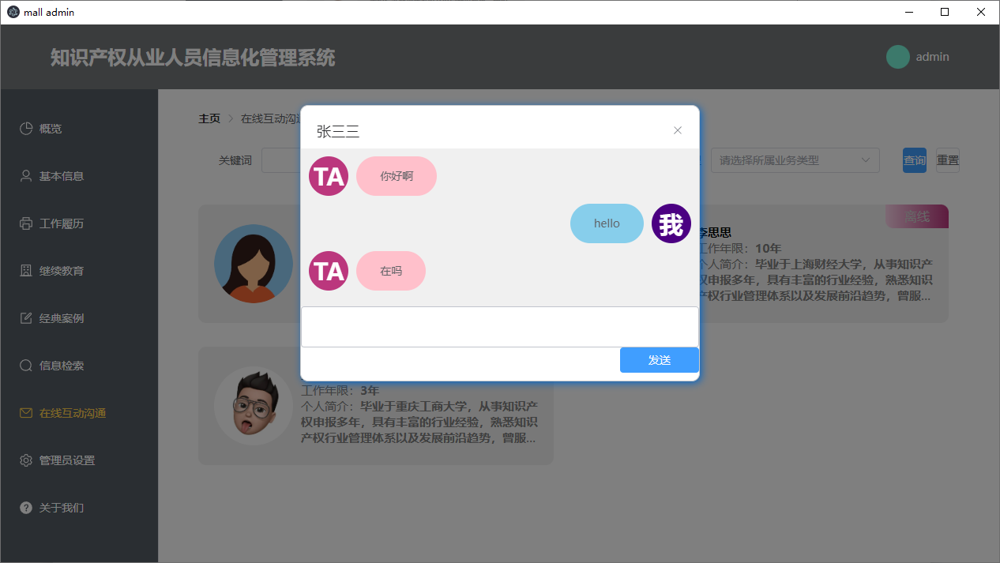 mall admin
知识产权从业人员信息化管理系统
admin
概览
基本信息
工作履历
继续教育
经典案例
信息检索
在线互动沟通
管理员设置
关于我们
主页
在线互动沟通
关键词
请选择所属业务类型
查询
重置
张三三
TA
你好啊
hello
我
TA
在吗
发送
离线
李思思
工作年限：10年
个人简介：毕业于上海财经大学，从事知识产
权申报多年，具有丰富的行业经验，熟悉知识
产权行业管理体系以及发展前沿趋势，曾服...
工作年限：3年
个人简介：毕业于重庆工商大学，从事知识产
权申报多年，具有丰富的行业经验，熟悉知识
产权行业管理体系以及发展前沿趋势，曾服...